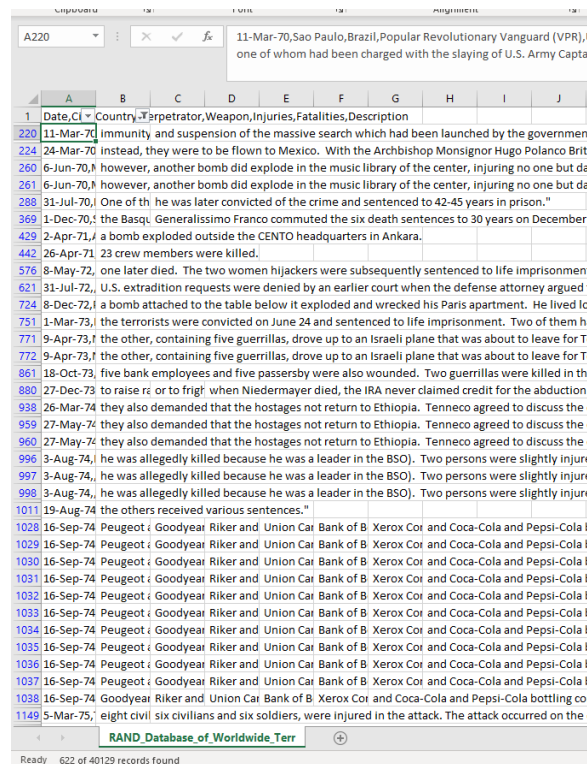 Clipboard Font Alignment
A220 fx 11-Mar-70,Sao Paulo,Brazil,Popular Revolutionary Vanguard (VPR),
one of whom had been charged with the slaying of U.S. Army Capta
A B C D E F G H I J
1 Date,Ci Country erpetrator,Weapon,Injuries,Fatalities,Description
220 11-Mar-70 immunity and suspension of the massive search which had been launched by the governmen
224 24-Mar-70 instead, they were to be flown to Mexico. With the Archbishop Monsignor Hugo Polanco Brit
260 6-Jun-70, however, another bomb did explode in the music library of the center, injuring no one but da
261 6-Jun-70, however, another bomb did explode in the music library of the center, injuring no one but da
288 31-Jul-70, One of th he was later convicted of the crime and sentenced to 42-45 years in prison."
369 1-Dec-70, the Basqu Generalissimo Franco commuted the six death sentences to 30 years on December
429 2-Apr-71, a bomb exploded outside the CENTO headquarters in Ankara.
442 26-Apr-71 23 crew members were killed.
576 8-May-72, one later died. The two women hijackers were subsequently sentenced to life imprisonmen
621 31-Jul-72, U.S. extradition requests were denied by an earlier court when the defense attorney argued
724 8-Dec-72, a bomb attached to the table below it exploded and wrecked his Paris apartment. He lived lo
751 1-Mar-73, the terrorists were convicted on June 24 and sentenced to life imprisonment. Two of them h
771 9-Apr-73, the other, containing five guerrillas, drove up to an Israeli plane that was about to leave for T
772 9-Apr-73, the other, containing five guerrillas, drove up to an Israeli plane that was about to leave for T
861 18-Oct-73, five bank employees and five passersby were also wounded. Two guerrillas were killed in th
880 27-Dec-73 to raise ra or to frigh when Niedermayer died, the IRA never claimed credit for the abduction
938 26-Mar-74 they also demanded that the hostages not return to Ethiopia. Tenneco agreed to discuss the
959 27-May-74 they also demanded that the hostages not return to Ethiopia. Tenneco agreed to discuss the
960 27-May-74 they also demanded that the hostages not return to Ethiopia. Tenneco agreed to discuss the
996 3-Aug-74, he was allegedly killed because he was a leader in the BSO). Two persons were slightly injure
997 3-Aug-74, he was allegedly killed because he was a leader in the BSO). Two persons were slightly injure
998 3-Aug-74, he was allegedly killed because he was a leader in the BSO). Two persons were slightly injure
1011 19-Aug-74 the others received various sentences."
1028 16-Sep-74 Peugeot a Goodyear Riker and Union Car Bank of B Xerox Cor and Coca-Cola and Pepsi-Cola b
1029 16-Sep-74 Peugeot a Goodyear Riker and Union Car Bank of B Xerox Cor and Coca-Cola and Pepsi-Cola b
1030 16-Sep-74 Peugeot a Goodyear Riker and Union Car Bank of B Xerox Cor and Coca-Cola and Pepsi-Cola b
1031 16-Sep-74 Peugeot a Goodyear Riker and Union Car Bank of B Xerox Cor and Coca-Cola and Pepsi-Cola b
1032 16-Sep-74 Peugeot a Goodyear Riker and Union Car Bank of B Xerox Cor and Coca-Cola and Pepsi-Cola b
1033 16-Sep-74 Peugeot a Goodyear Riker and Union Car Bank of B Xerox Cor and Coca-Cola and Pepsi-Cola b
1034 16-Sep-74 Peugeot a Goodyear Riker and Union Car Bank of B Xerox Cor and Coca-Cola and Pepsi-Cola b
1035 16-Sep-74 Peugeot a Goodyear Riker and Union Car Bank of B Xerox Cor and Coca-Cola and Pepsi-Cola b
1036 16-Sep-74 Peugeot a Goodyear Riker and Union Car Bank of B Xerox Cor and Coca-Cola and Pepsi-Cola b
1037 16-Sep-74 Peugeot a Goodyear Riker and Union Car Bank of B Xerox Cor and Coca-Cola and Pepsi-Cola b
1038 16-Sep-74 Goodyear Riker and Union Car Bank of B Xerox Cor and Coca-Cola and Pepsi-Cola bottling co
1149 5-Mar-75, eight civil six civilians and six soldiers, were injured in the attack. The attack occurred on the
RAND_Database_of_Worldwide_Terr
Ready 622 of 40129 records found